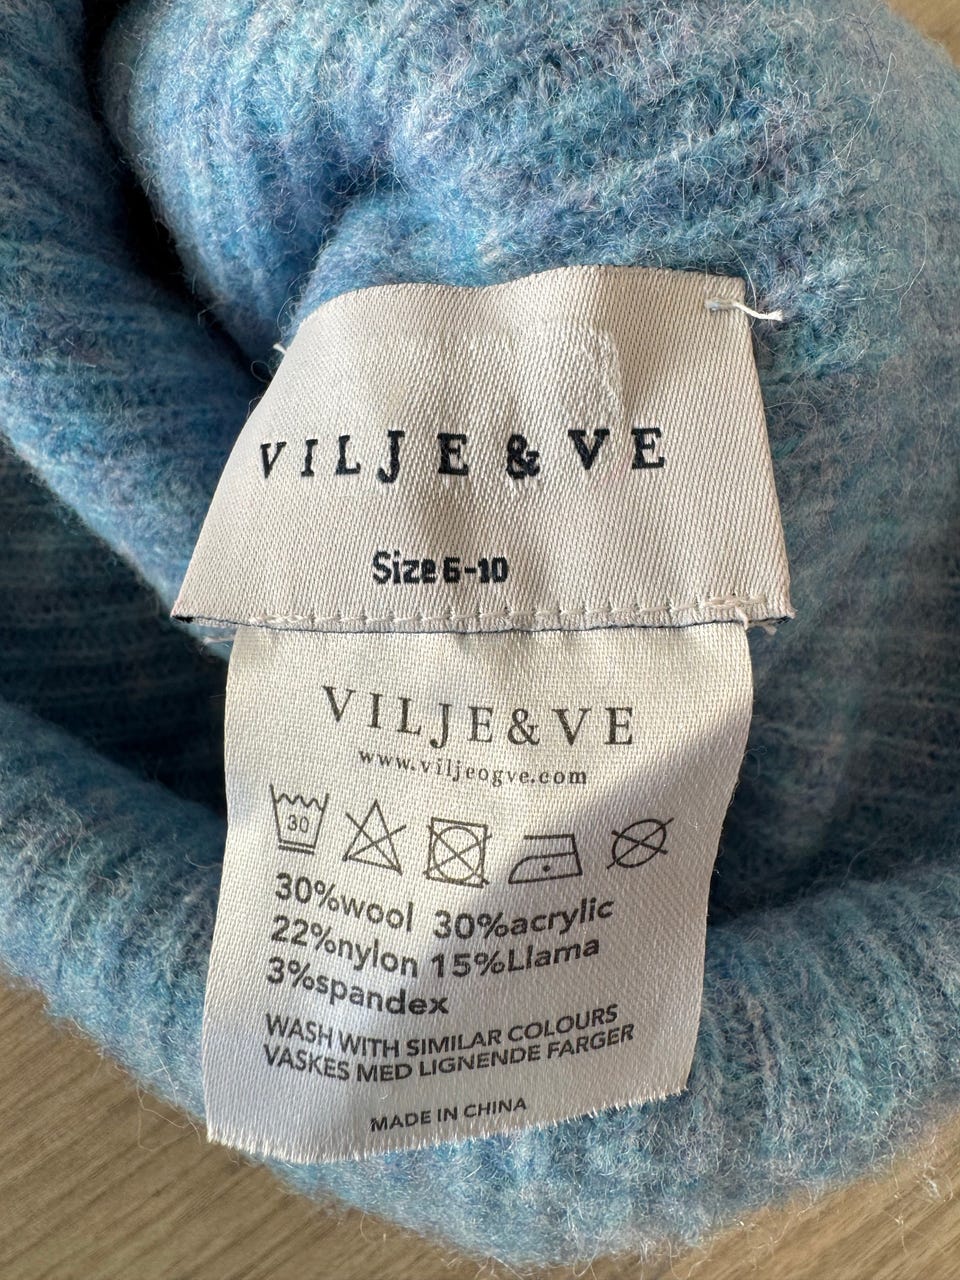 VILJE & VE
Size 6-10
VILJE&VE
www.viljeogve.com
30
30%wool 30%acrylic
22%nylon 15%Llama
3%spandex
WASH WITH SIMILAR COLOURS
VASKES MED LIGNENDE FARGER
MADE IN CHINA